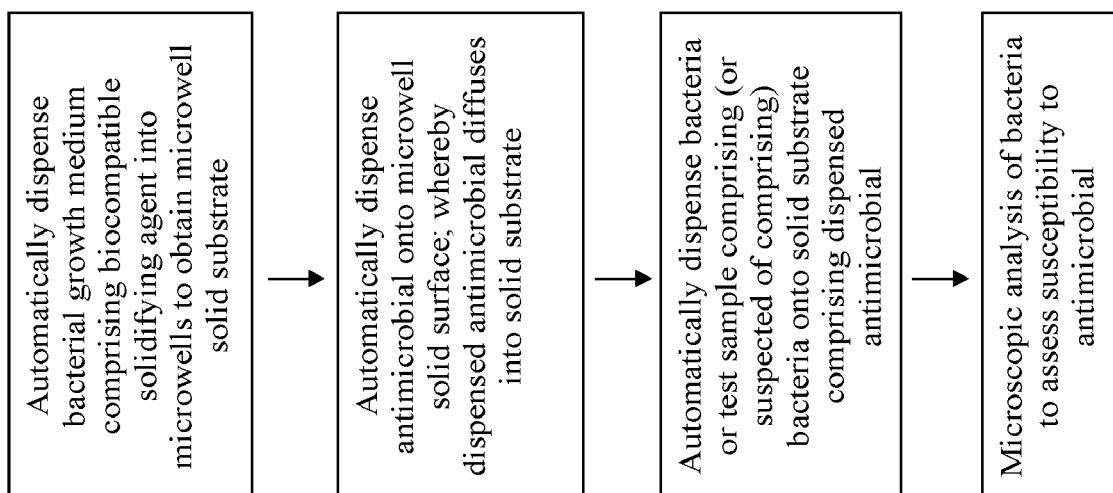 Automatically dispense
bacterial growth medium
comprising biocompatible
solidifying agent into
microwells to obtain microwell
solid substrate
Automatically dispense
antimicrobial onto microwell
solid surface; whereby
dispensed antimicrobial diffuses
into solid substrate
Automatically dispense bacteria
or test sample comprising (or
suspected of comprising)
bacteria onto solid substrate
comprising dispensed
antimicrobial
Microscopic analysis of bacteria
to assess susceptibility to
antimicrobial